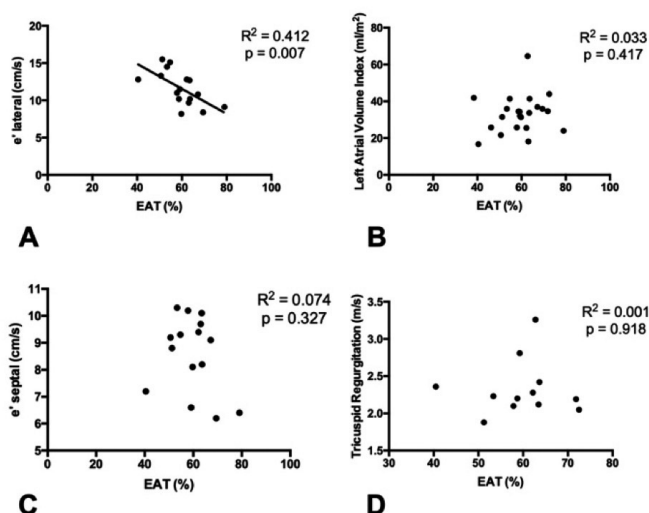 R2 = 0.412
p = 0.007
e' lateral (cm/s)
20
15
10
5
0
0 20 40 60 80 100
EAT (%)
A
R2 = 0.033
p = 0.417
Left Atrial Volume Index (ml/m2)
80
60
40
20
0
0 20 40 60 80 100
EAT (%)
B
R2 = 0.074
p = 0.327
e' septal (cm/s)
11
10
9
8
7
6
5
0 20 40 60 80 100
EAT (%)
C
R2 = 0.001
p = 0.918
Tricuspid Regurgitation (m/s)
3.5
3.0
2.5
2.0
1.5
30 40 50 60 70 80
EAT (%)
D